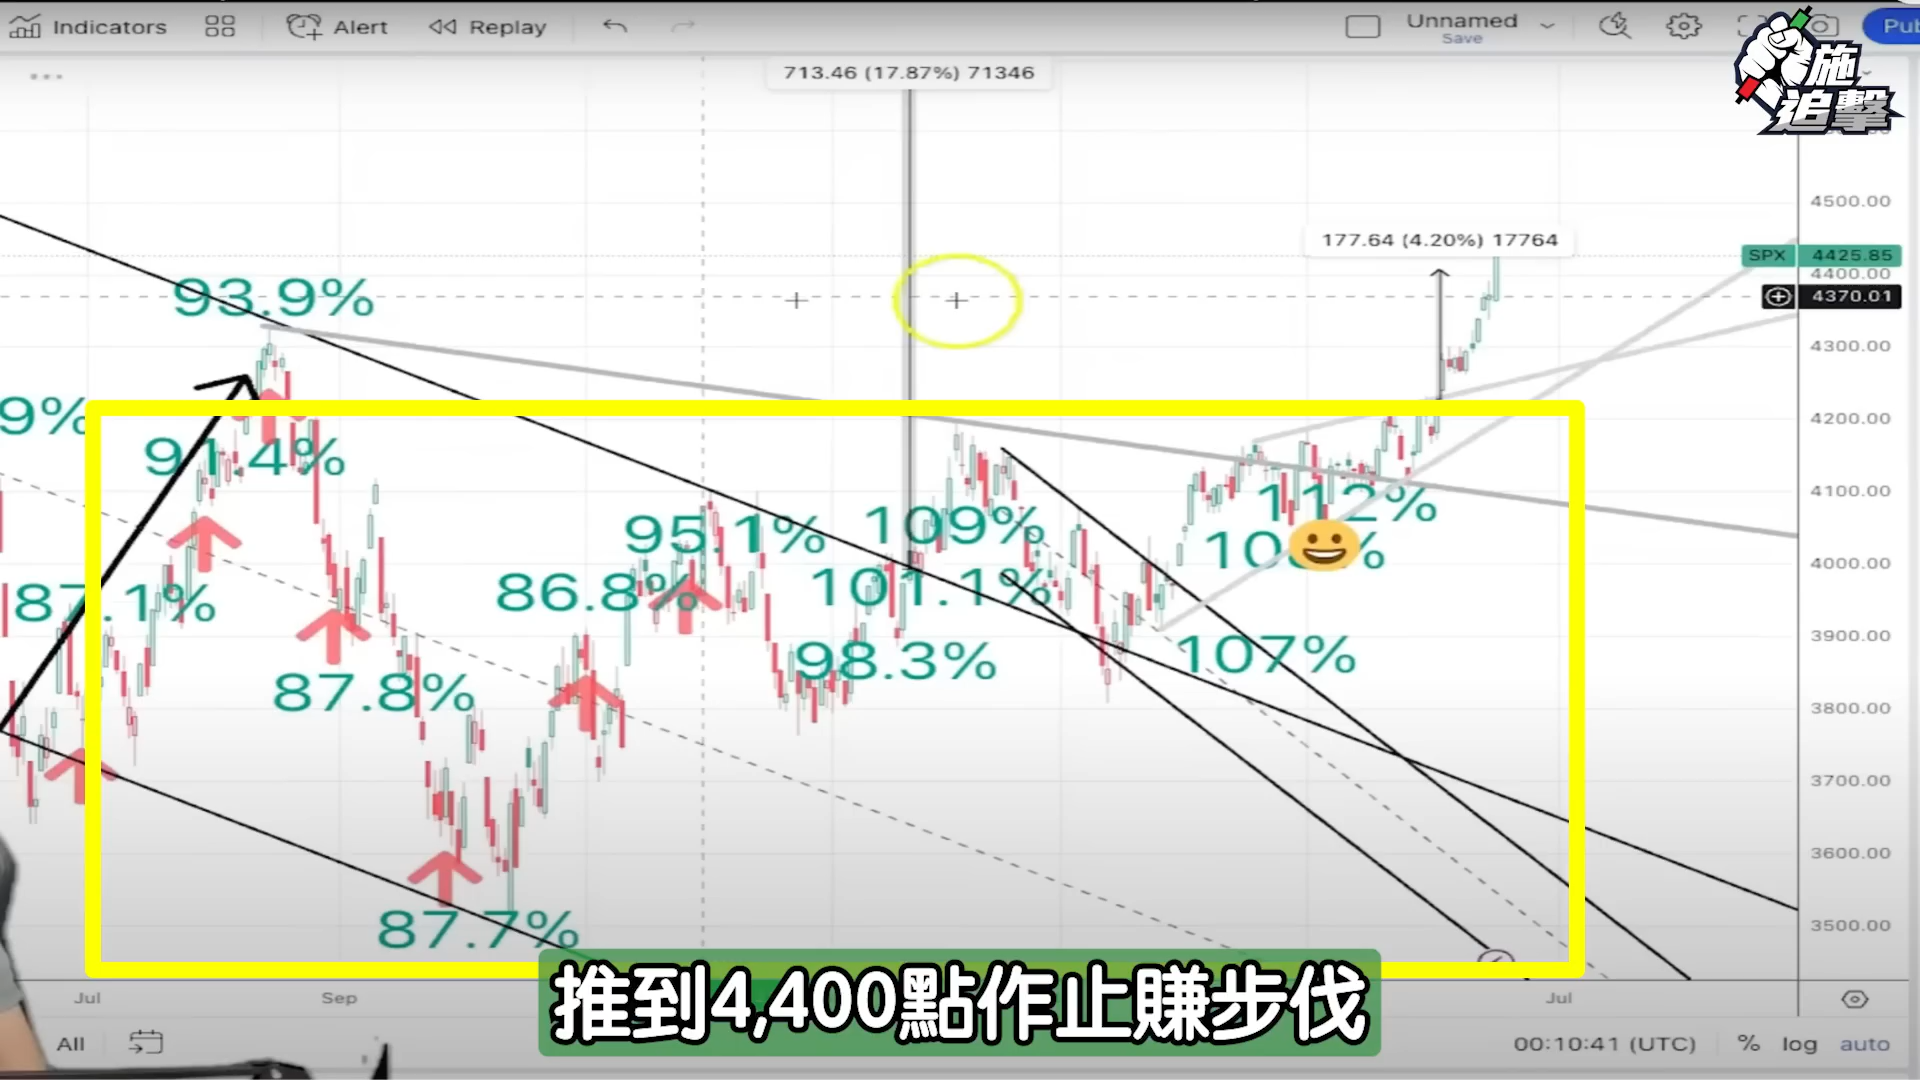 Indicators
Alert
Replay
Unnamed
Save
Pub
施
追擊
713.46 (17.87%) 71346
177.64 (4.20%) 17764
4500.00
SPX 4425.85
4400.00
4370.01
4300.00
4200.00
4100.00
4000.00
3900.00
3800.00
3700.00
3600.00
3500.00
93.9%
9%
91.4%
87.1%
87.8%
87.7%
86.8%
95.1%
109%
101.1%
98.3%
112%
107%
推到4,400點作止賺步伐
Jul
Sep
Jul
All
00:10:41 (UTC)
%
log
auto